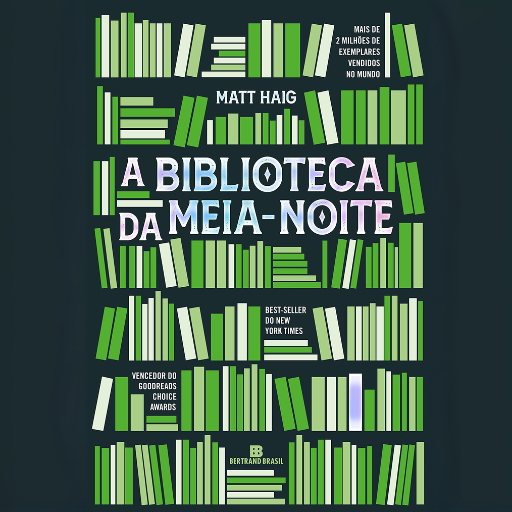 MAIS DE
2 MILHÕES DE
EXEMPLARES
VENDIDOS
NO MUNDO
MATT HAIG
A BIBLIOTECA
DA MEIA-NOITE
BEST-SELLER
DO NEW
YORK TIMES
VENCEDOR DO
GOODREADS
CHOICE
AWARDS
BB
BERTRAND BRASIL